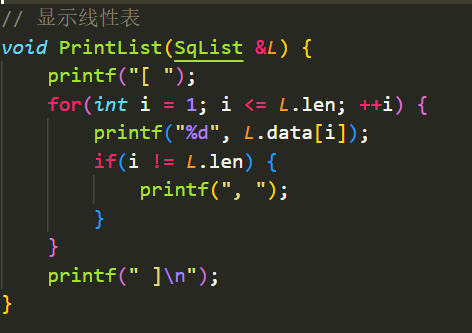 // 显示线性表
void PrintList(SqList &L) {
    printf("[ ");
    for(int i = 1; i <= L.len; ++i) {
        printf("%d", L.data[i]);
        if(i != L.len) {
            printf(", ");
        }
    }
    printf(" ]\n");
}